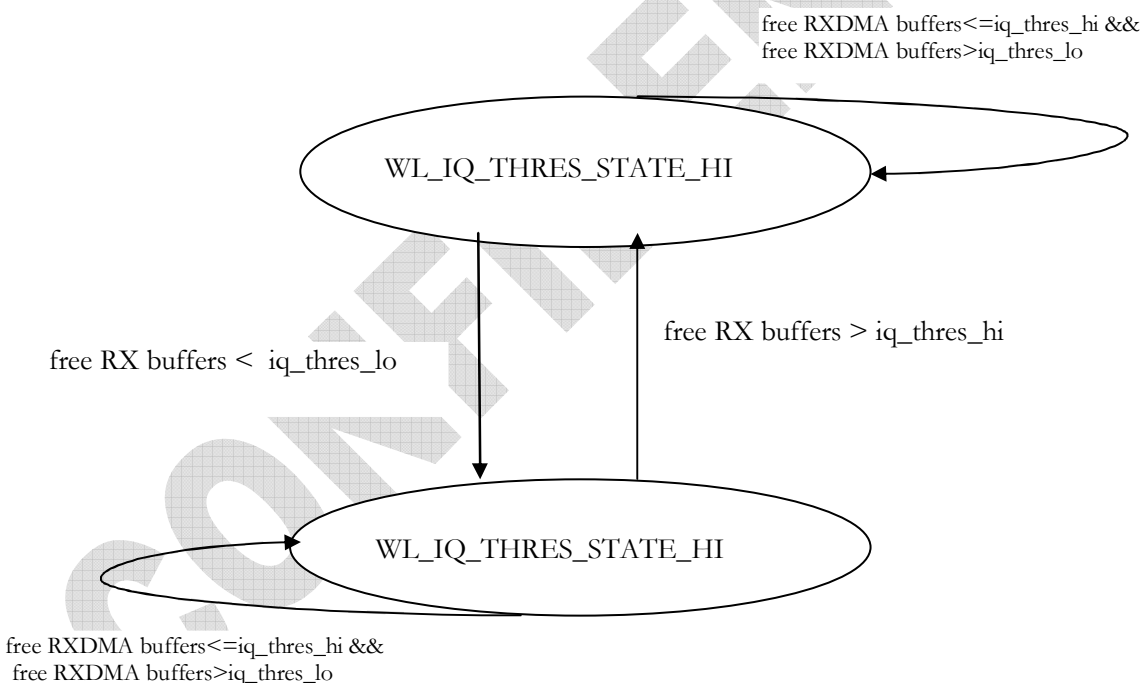 free RXDMA buffers<=iq_thres_hi &&
free RXDMA buffers>iq_thres_lo
WL_IQ_THRES_STATE_HI
free RX buffers > iq_thres_hi
free RX buffers < iq_thres_lo
WL_IQ_THRES_STATE_HI
free RXDMA buffers<=iq_thres_hi &&
free RXDMA buffers>iq_thres_lo